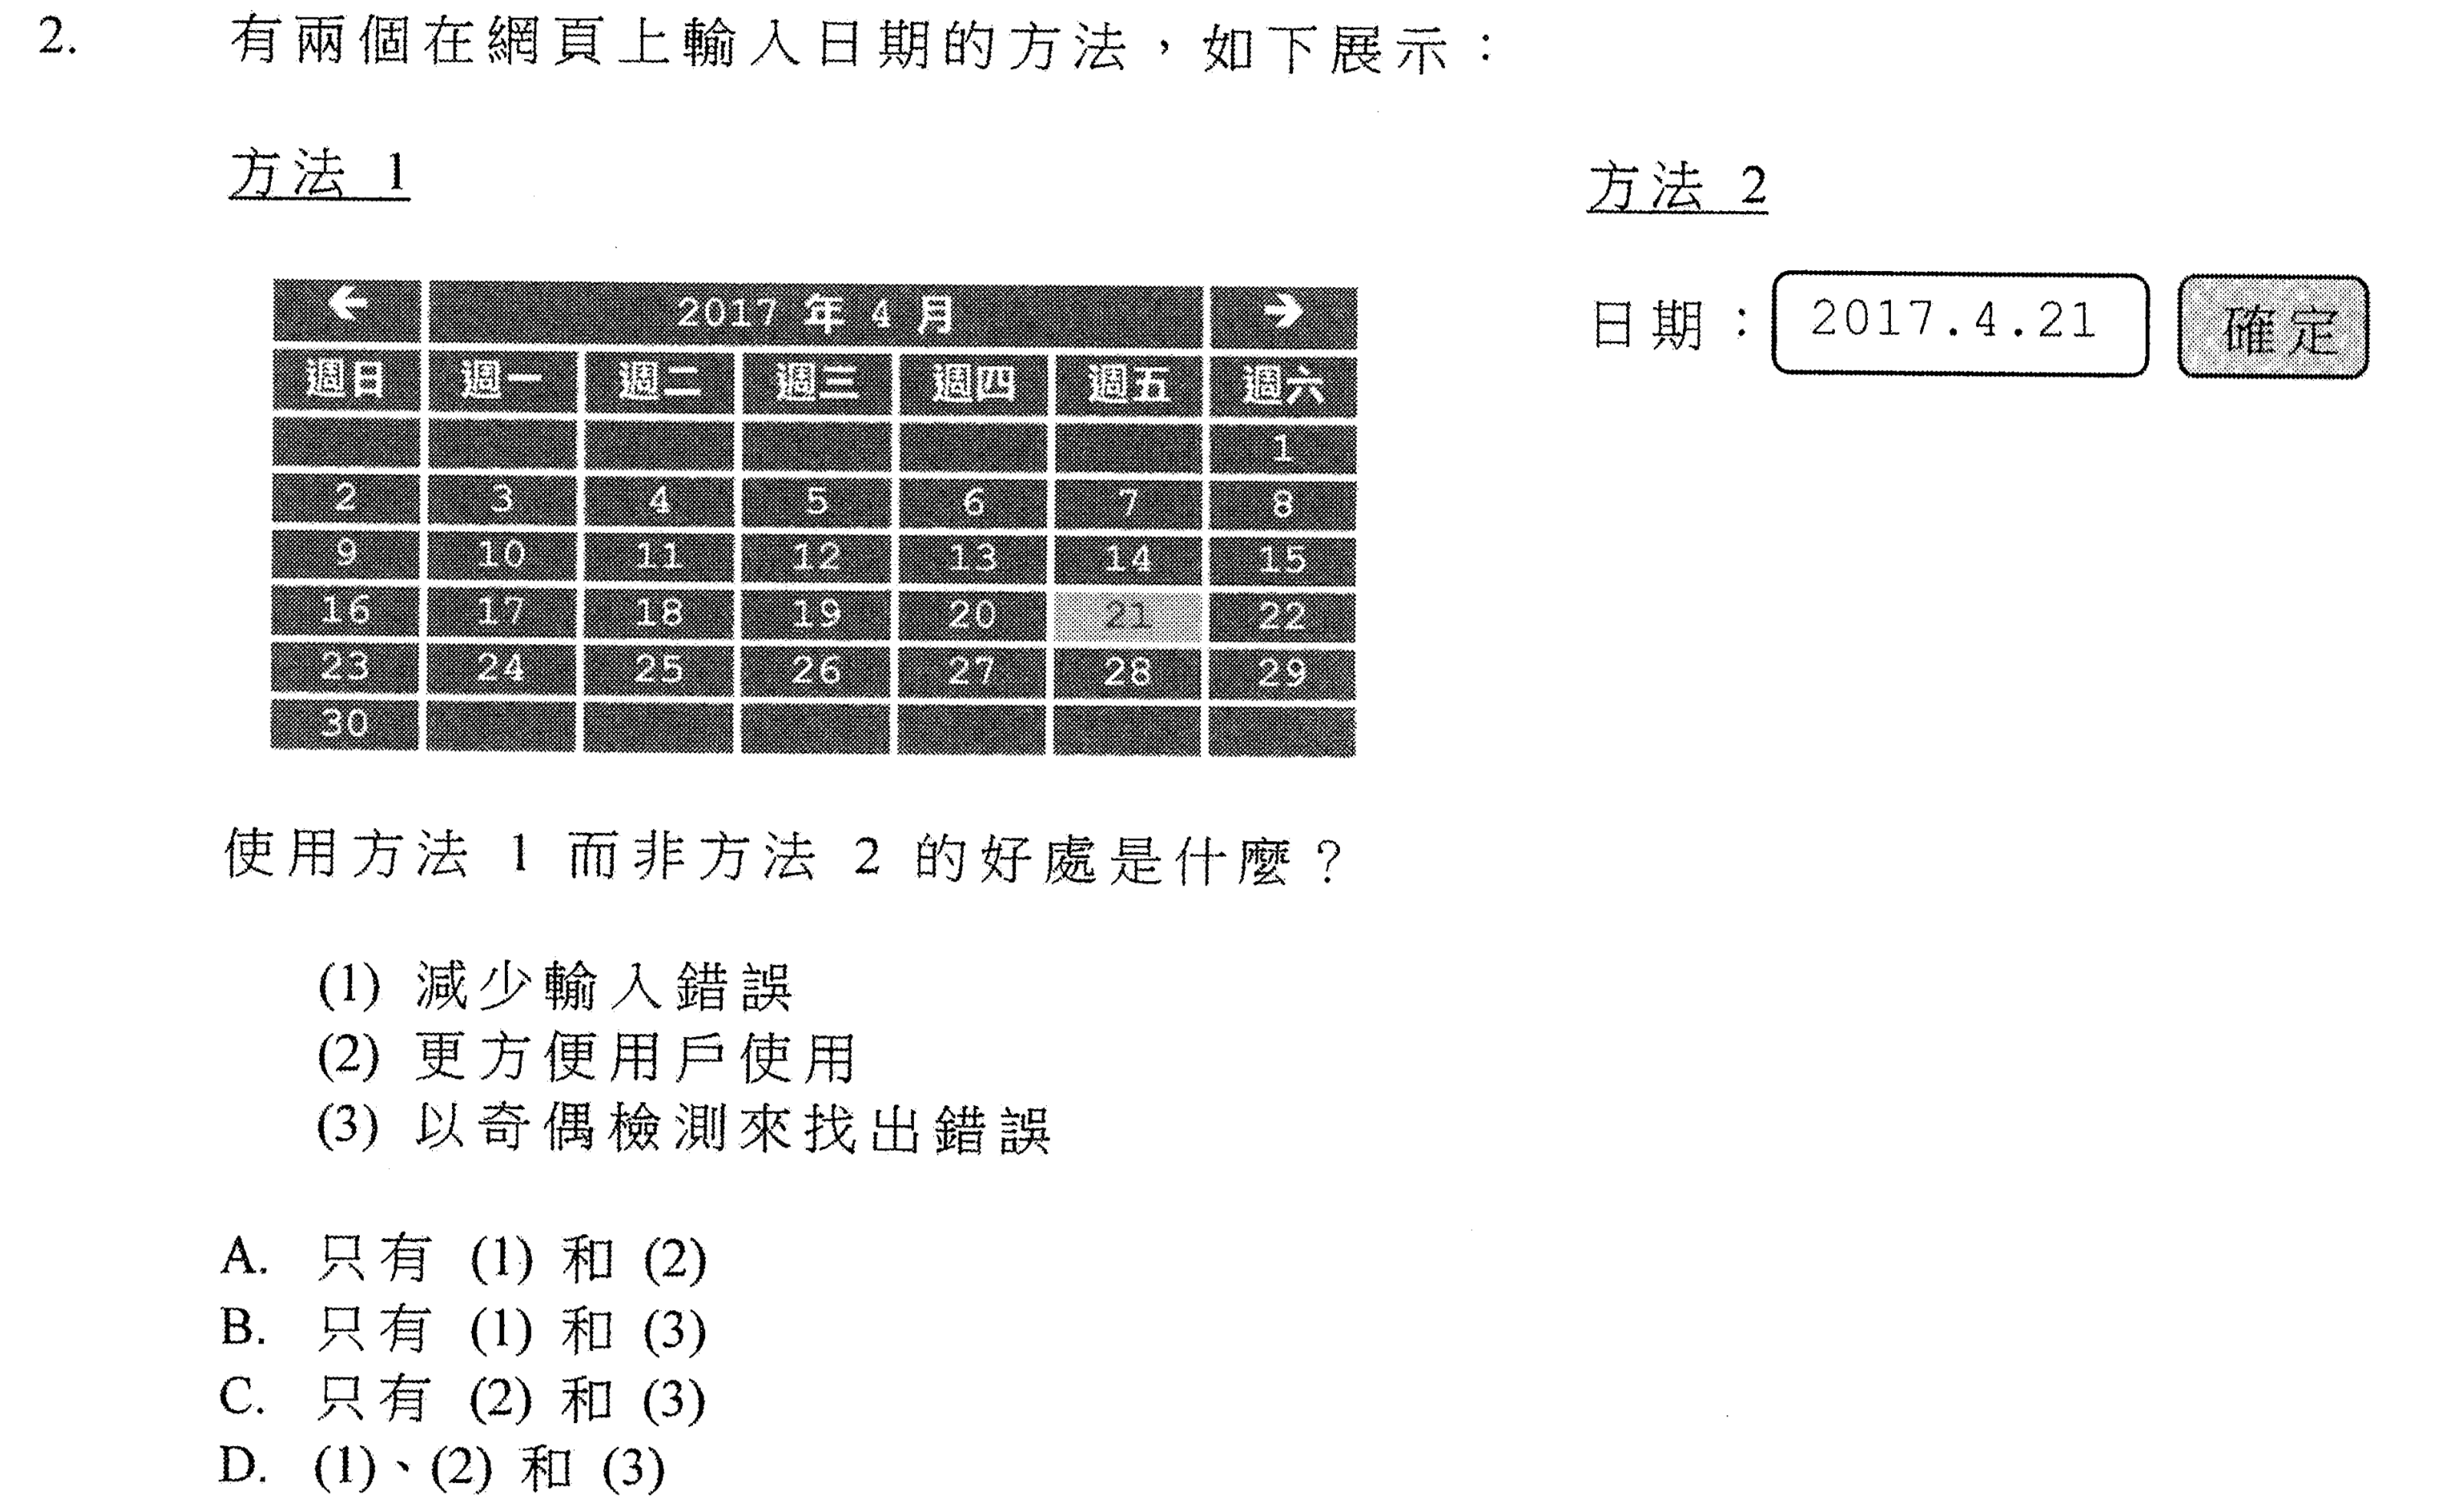 2. 有兩個在網頁上輸入日期的方法，如下展示：
方法 1
方法 2
← 2017 年 4 月 →
週日 週一 週二 週三 週四 週五 週六
1
2 3 4 5 6 7 8
9 10 11 12 13 14 15
16 17 18 19 20 21 22
23 24 25 26 27 28 29
30
日期： 2017.4.21 確定
使用方法 1 而非方法 2 的好處是什麼？
(1) 減少輸入錯誤
(2) 更方便用戶使用
(3) 以奇偶檢測來找出錯誤
A. 只有 (1) 和 (2)
B. 只有 (1) 和 (3)
C. 只有 (2) 和 (3)
D. (1)、(2) 和 (3)